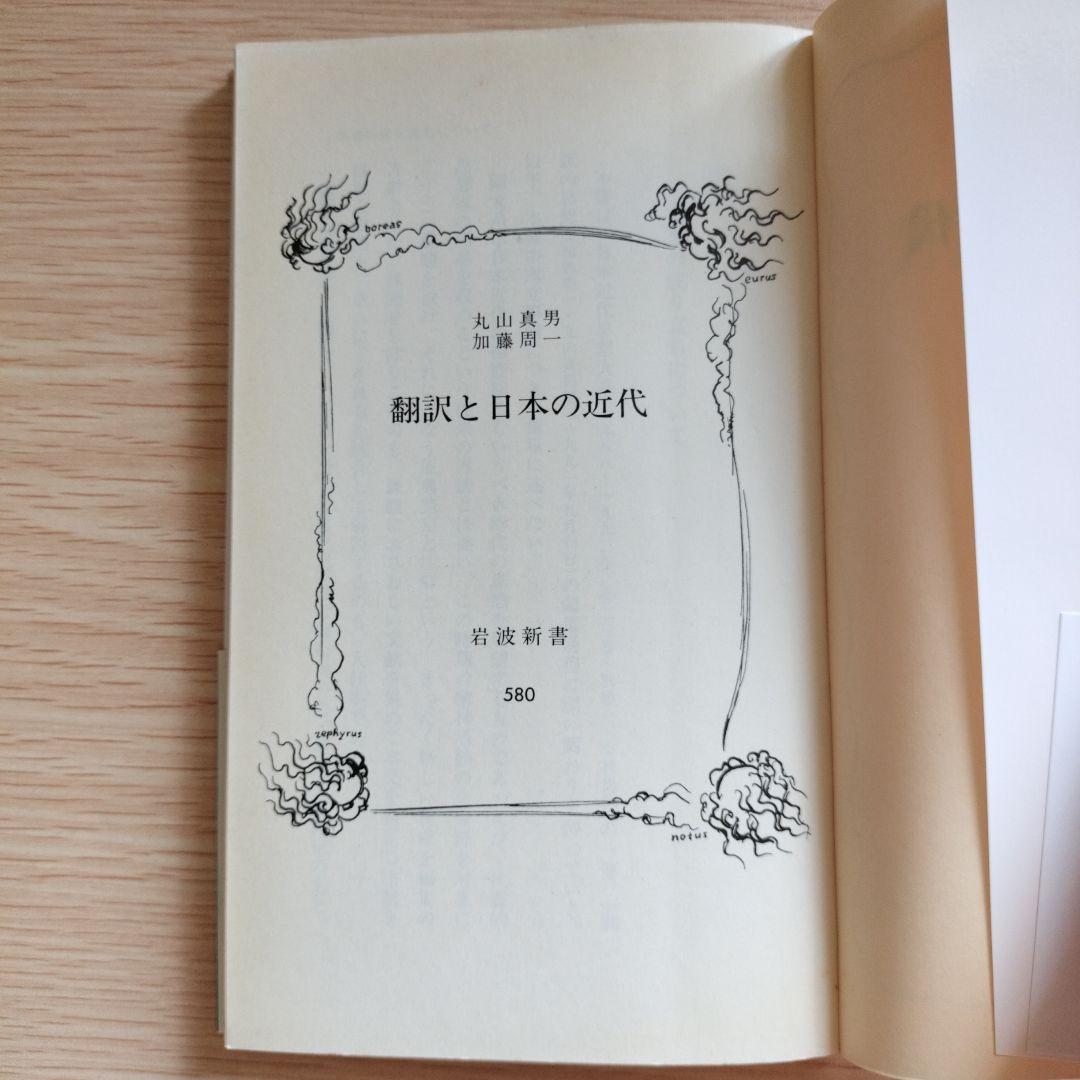 boreas
eurus
丸山真男
加藤周一
翻訳と日本の近代
岩波新書
580
zephyrus
notus